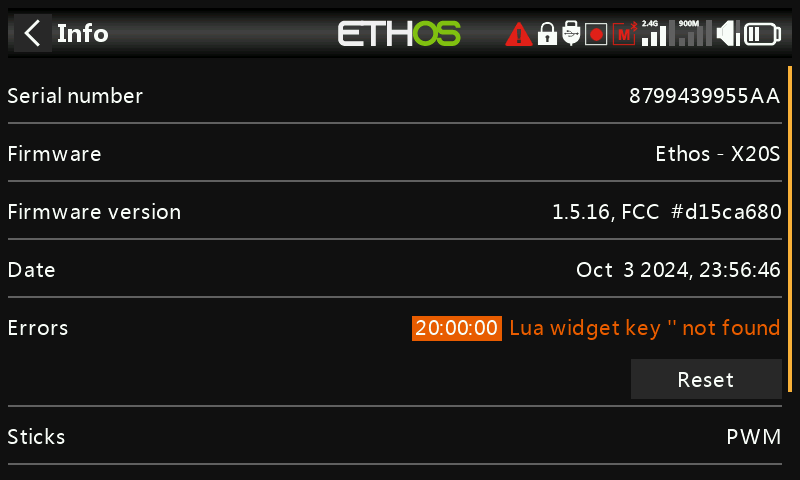 Info ETHOS M 2.4G 900M
Serial number 8799439955AA
Firmware Ethos - X20S
Firmware version 1.5.16, FCC #d15ca680
Date Oct 3 2024, 23:56:46
Errors 20:00:00 Lua widget key '' not found
Reset
Sticks PWM